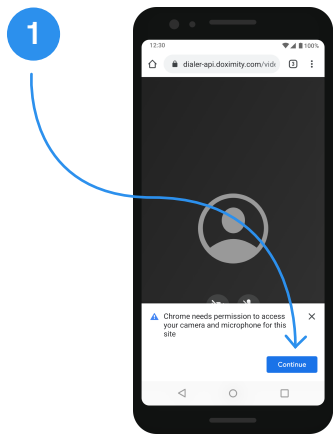 1
12:30
100%
dialer-api.doximity.com/vide
3
Chrome needs permission to access
your camera and microphone for this
site
Continue